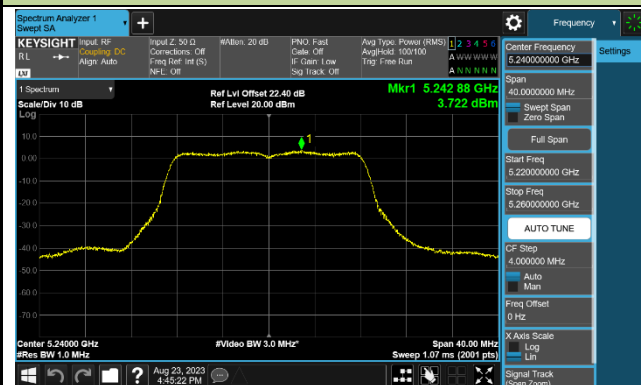 Spectrum Analyzer 1
Swept SA
Frequency
KEYSIGHT
RL
LXI
Input: RF
Coupling: DC
Align: Auto
Input Z: 50 Ω
Corrections: Off
Freq Ref: Int (S)
NFE: Off
#Atten: 20 dB
PNO: Fast
Gate: Off
IF Gain: Low
Sig Track: Off
Avg Type: Power (RMS)
Avg|Hold: 100/100
Trig: Free Run
1 2 3 4 5 6
A W W W W W
A N N N N N
1 Spectrum
Scale/Div 10 dB
Log
Ref Lvl Offset 22.40 dB
Ref Level 20.00 dBm
Mkr1 5.242 88 GHz
3.722 dBm
10.0
0.00
-10.0
-20.0
-30.0
-40.0
-50.0
-60.0
-70.0
1
Center 5.24000 GHz
#Res BW 1.0 MHz
#Video BW 3.0 MHz*
Span 40.00 MHz
Sweep 1.07 ms (2001 pts)
Aug 23, 2023
4:45:22 PM
Center Frequency
5.240000000 GHz
Span
40.0000000 MHz
Swept Span
Zero Span
Full Span
Start Freq
5.220000000 GHz
Stop Freq
5.260000000 GHz
AUTO TUNE
CF Step
4.000000 MHz
Auto
Man
Freq Offset
0 Hz
X Axis Scale
Log
Lin
Signal Track
(Span Zoom)
Settings